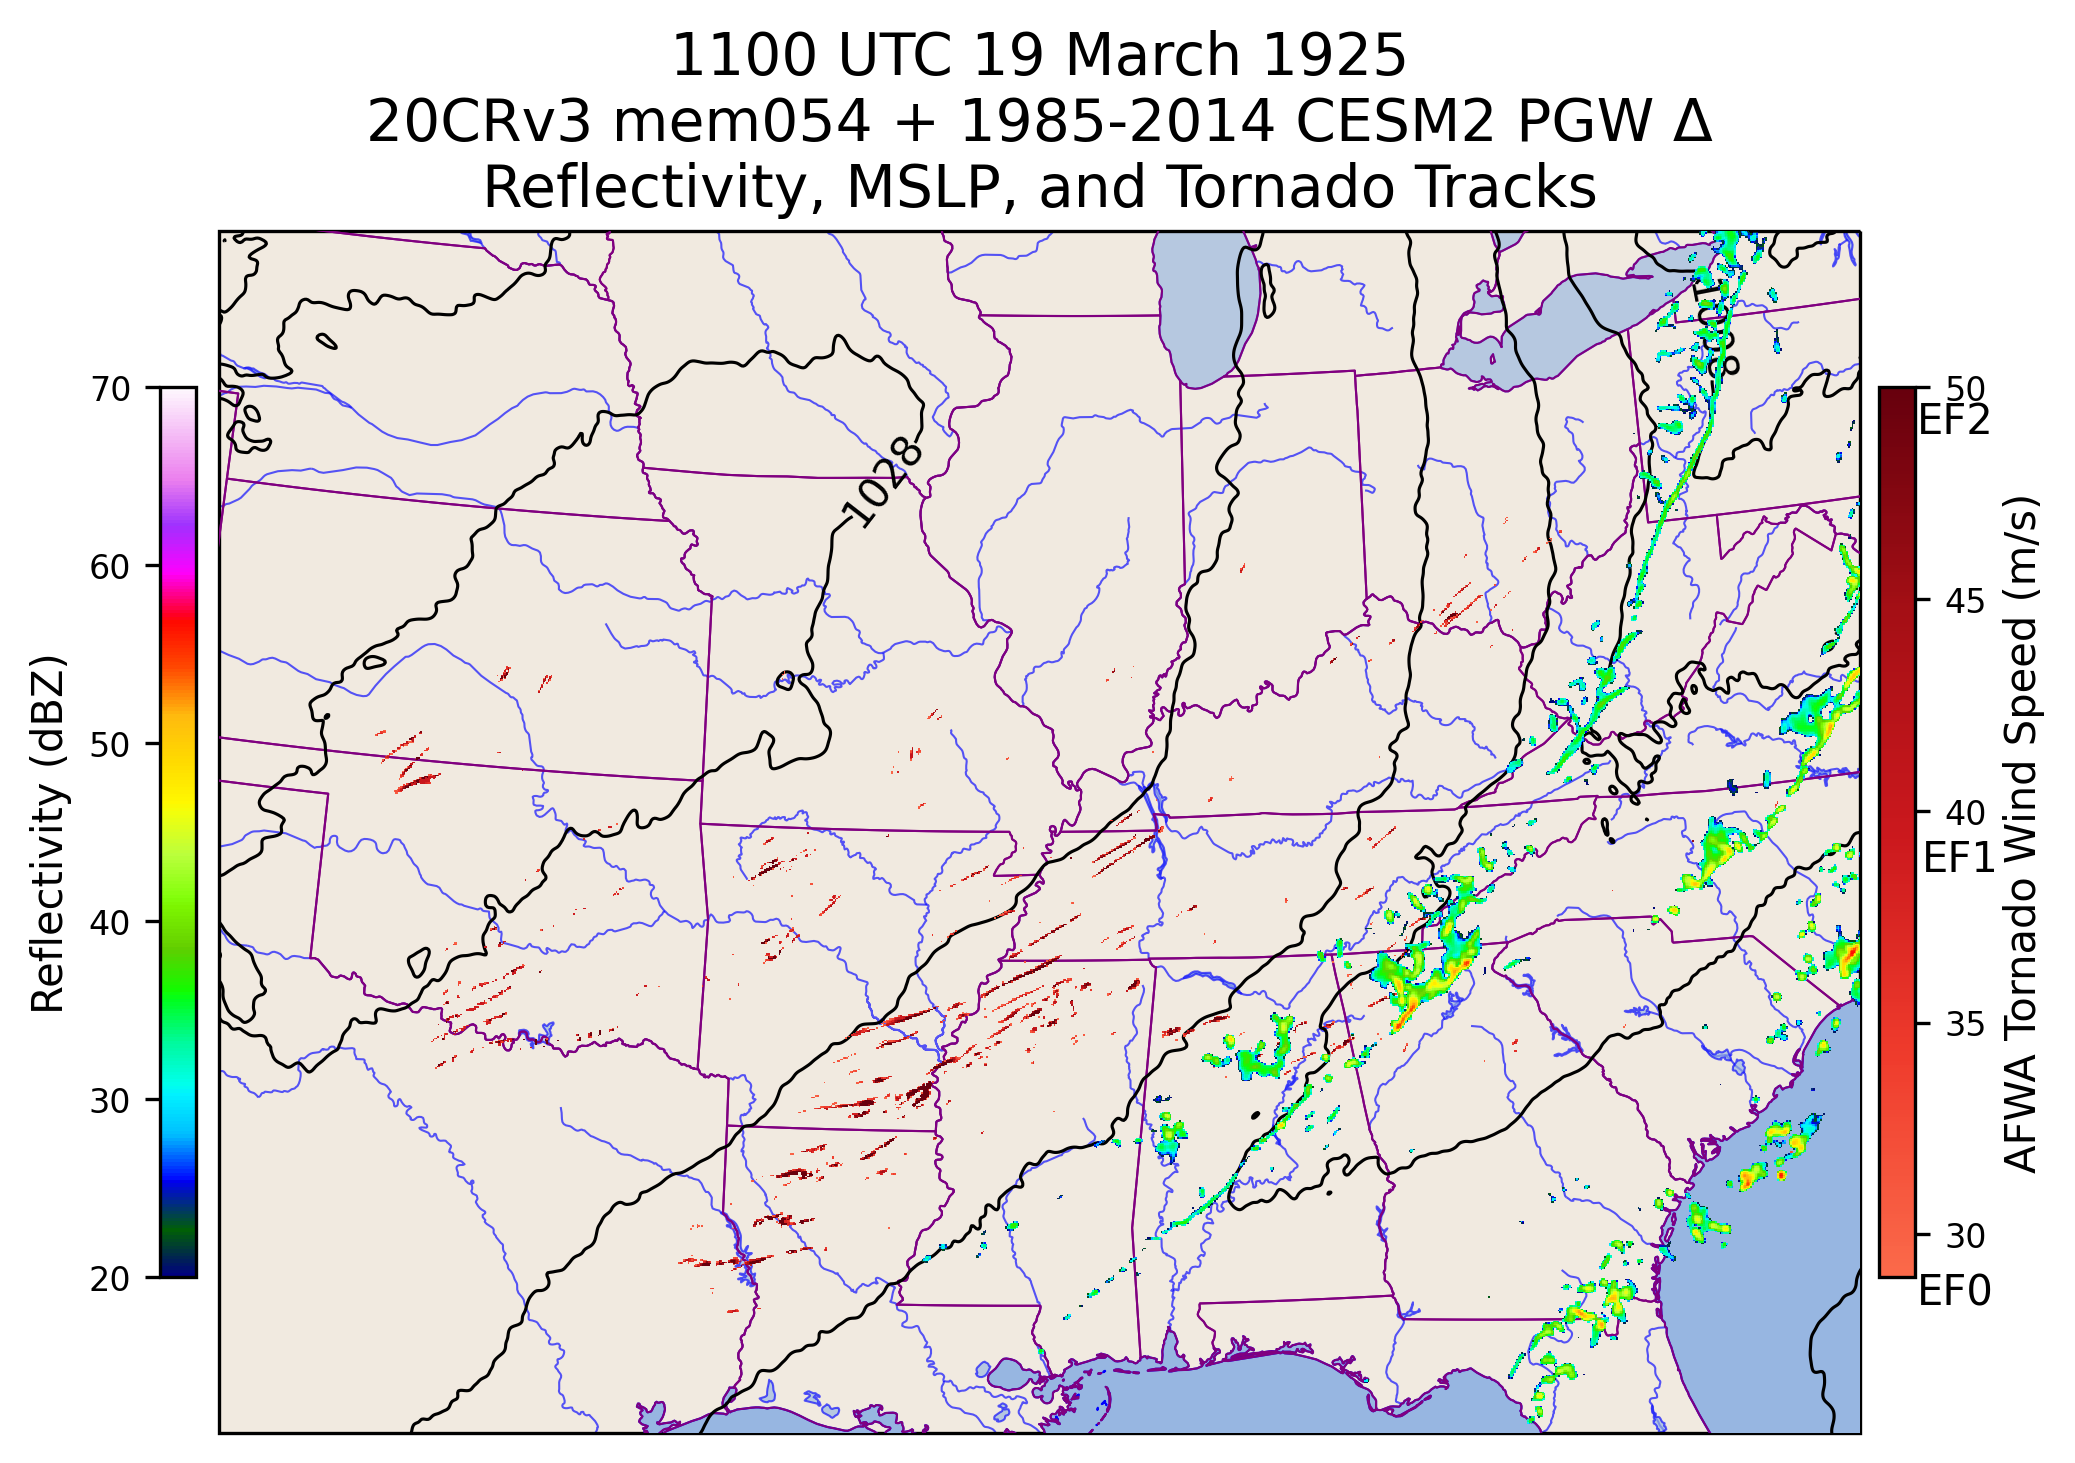 1100 UTC 19 March 1925
20CRv3 mem054 + 1985-2014 CESM2 PGW Δ
Reflectivity, MSLP, and Tornado Tracks
1008
1028
70
60
50
40
30
20
Reflectivity (dBZ)
50
EF2
45
40
EF1
35
30
EF0
AFWA Tornado Wind Speed (m/s)